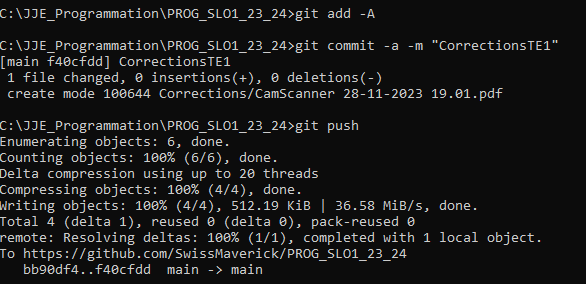 C:\JJE_Programmation\PROG_SLO1_23_24>git add -A
C:\JJE_Programmation\PROG_SLO1_23_24>git commit -a -m "CorrectionsTE1"
[main f40cfdd] CorrectionsTE1
 1 file changed, 0 insertions(+), 0 deletions(-)
 create mode 100644 Corrections/CamScanner 28-11-2023 19.01.pdf
C:\JJE_Programmation\PROG_SLO1_23_24>git push
Enumerating objects: 6, done.
Counting objects: 100% (6/6), done.
Delta compression using up to 20 threads
Compressing objects: 100% (4/4), done.
Writing objects: 100% (4/4), 512.19 KiB | 36.58 MiB/s, done.
Total 4 (delta 1), reused 0 (delta 0), pack-reused 0
remote: Resolving deltas: 100% (1/1), completed with 1 local object.
To https://github.com/SwissMaverick/PROG_SLO1_23_24
   bb90df4..f40cfdd  main -> main